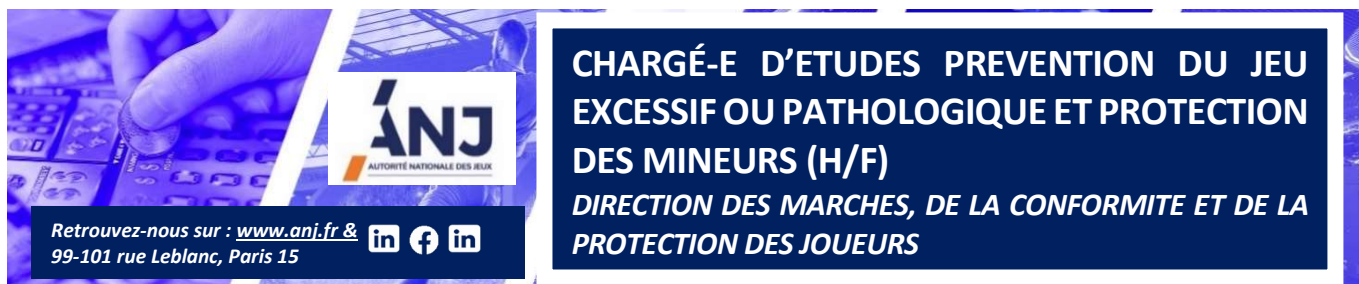 ANJ
AUTORITÉ NATIONALE DES JEUX
Retrouvez-nous sur : www.anj.fr &
99-101 rue Leblanc, Paris 15
CHARGÉ-E D’ETUDES PREVENTION DU JEU
EXCESSIF OU PATHOLOGIQUE ET PROTECTION
DES MINEURS (H/F)
DIRECTION DES MARCHES, DE LA CONFORMITE ET DE LA
PROTECTION DES JOUEURS